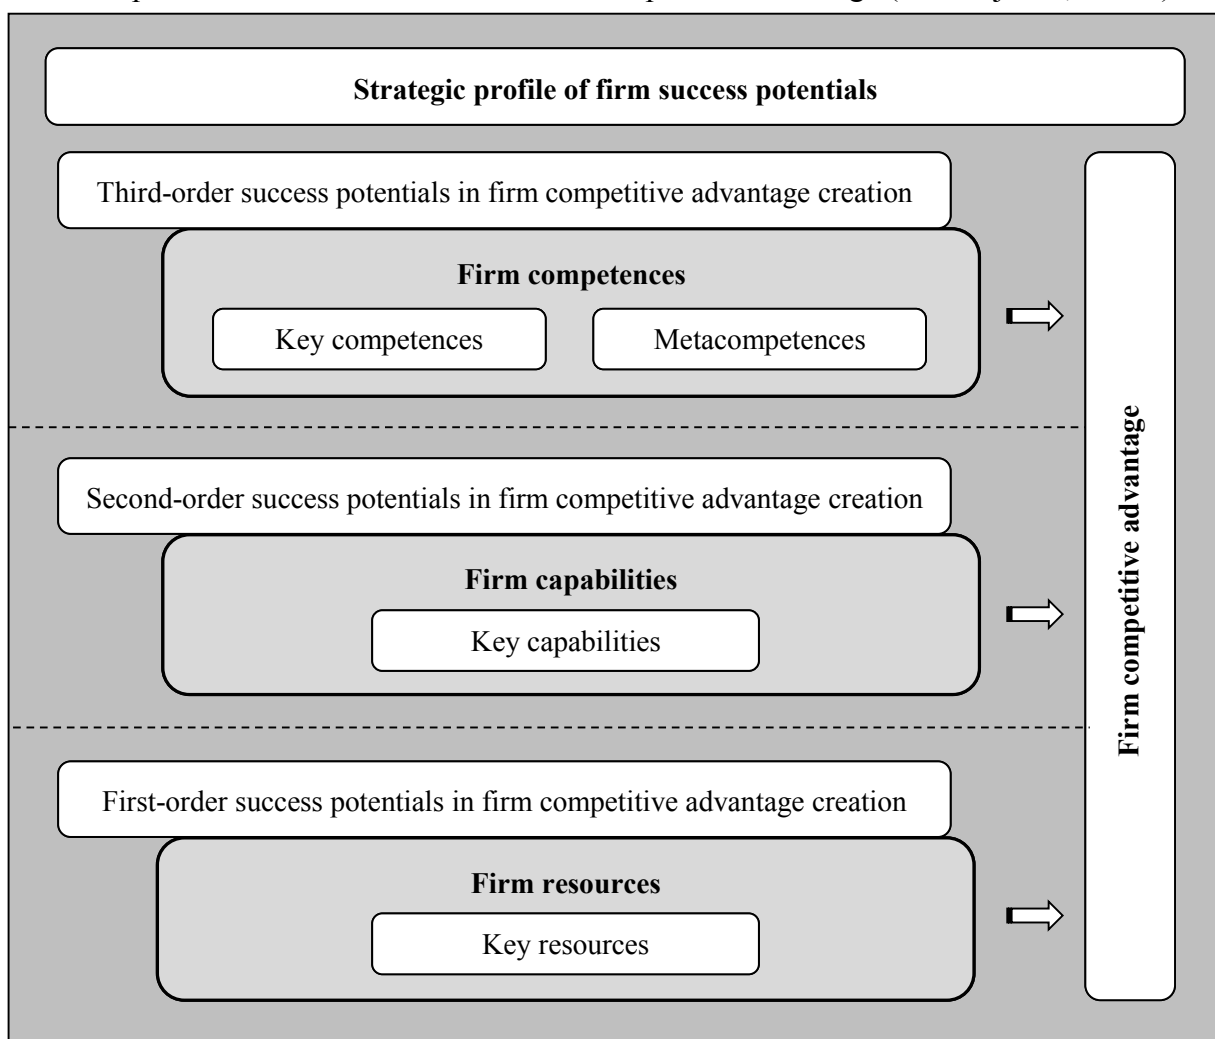 Strategic profile of firm success potentials
Third-order success potentials in firm competitive advantage creation
Firm competences
Key competences
Metacompetences
Second-order success potentials in firm competitive advantage creation
Firm capabilities
Key capabilities
First-order success potentials in firm competitive advantage creation
Firm resources
Key resources
Firm competitive advantage